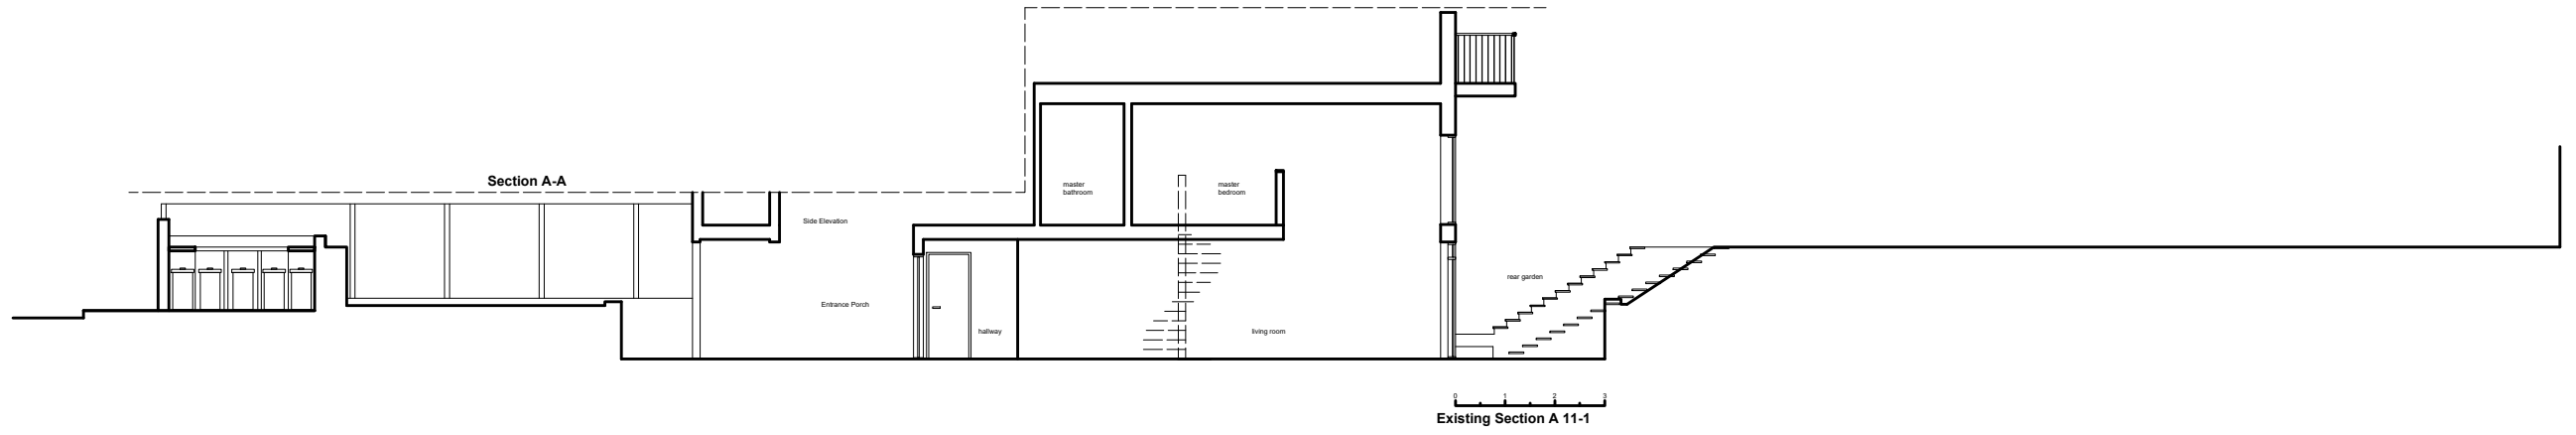 Section A-A
master
bathroom
master
bedroom
Side Elevation
rear garden
Entrance Porch
hallway
living room
0 1 2 3
Existing Section A 11-1